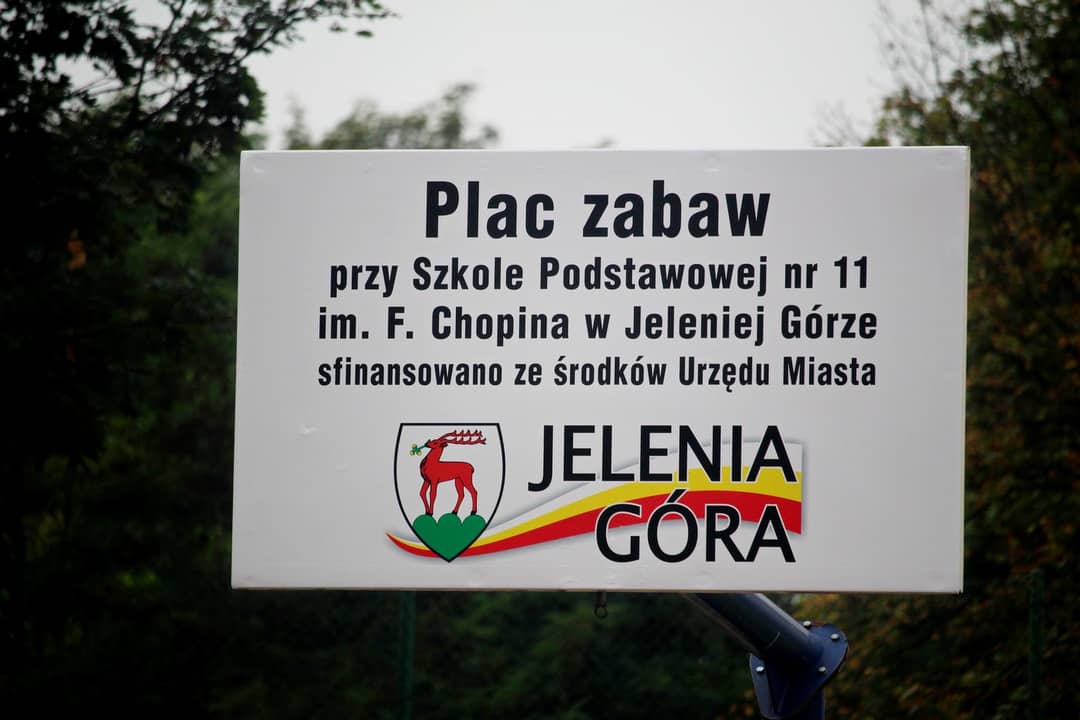 Plac zabaw
przy Szkole Podstawowej nr 11
im. F. Chopina w Jeleniej Górze
sfinansowano ze środków Urzędu Miasta
JELENIA
GÓRA